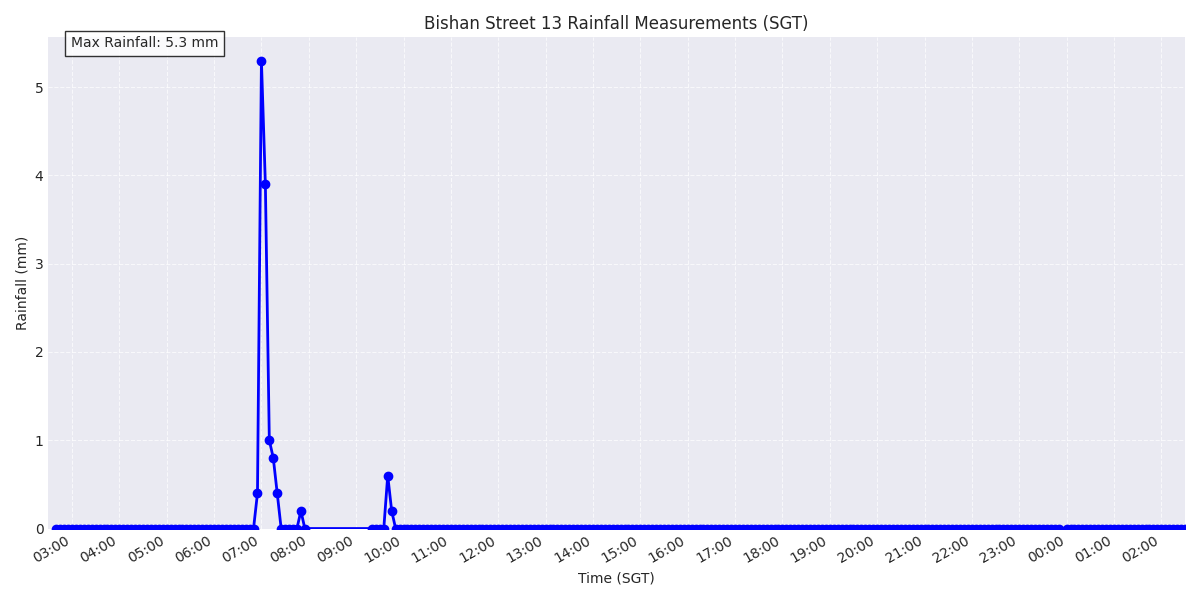 Bishan Street 13 Rainfall Measurements (SGT)
Max Rainfall: 5.3 mm
5
4
3
2
1
0
Rainfall (mm)
03:00 04:00 05:00 06:00 07:00 08:00 09:00 10:00 11:00 12:00 13:00 14:00 15:00 16:00 17:00 18:00 19:00 20:00 21:00 22:00 23:00 00:00 01:00 02:00
Time (SGT)